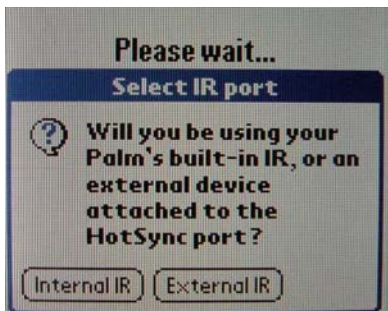 Please wait...
Select IR port
Will you be using your
Palm's built-in IR, or an
external device
attached to the
HotSync port?
Internal IR External IR